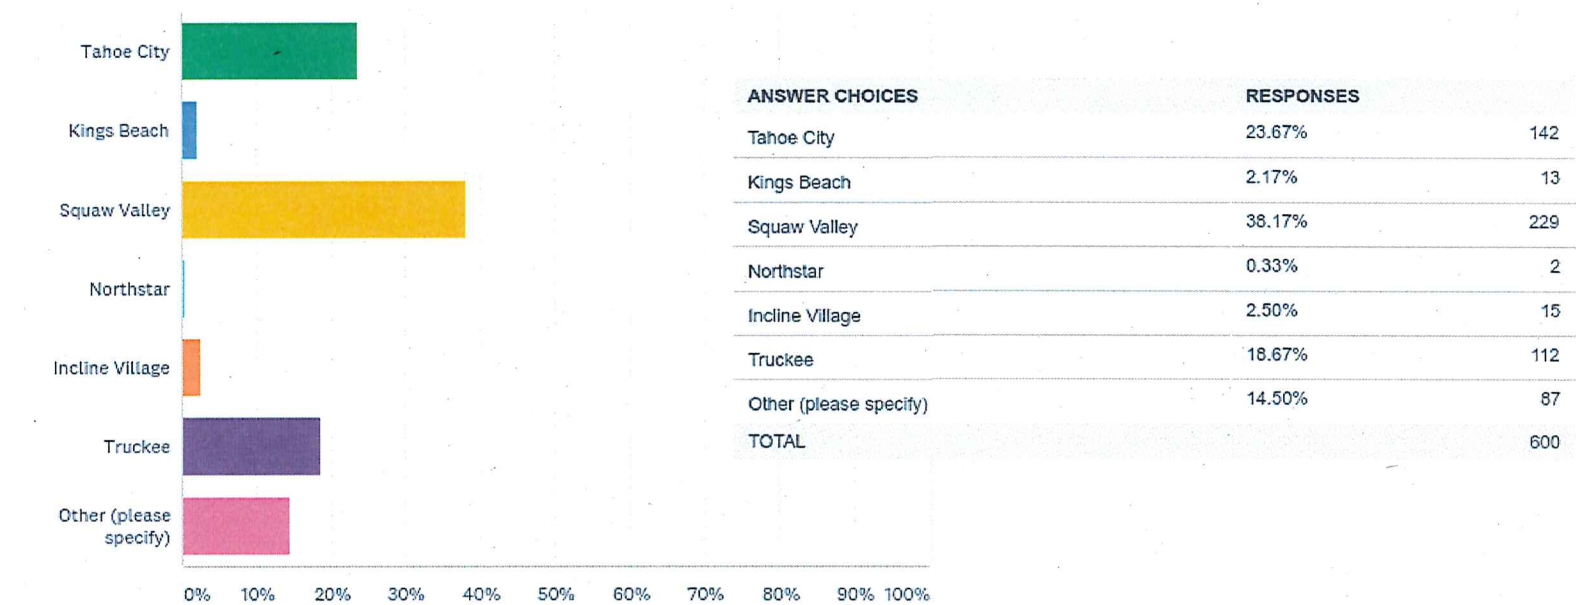 Tahoe City
Kings Beach
Squaw Valley
Northstar
Incline Village
Truckee
Other (please
specify)
0% 10% 20% 30% 40% 50% 60% 70% 80% 90% 100%
ANSWER CHOICES RESPONSES
Tahoe City 23.67% 142
Kings Beach 2.17% 13
Squaw Valley 38.17% 229
Northstar 0.33% 2
Incline Village 2.50% 15
Truckee 18.67% 112
Other (please specify) 14.50% 87
TOTAL 600